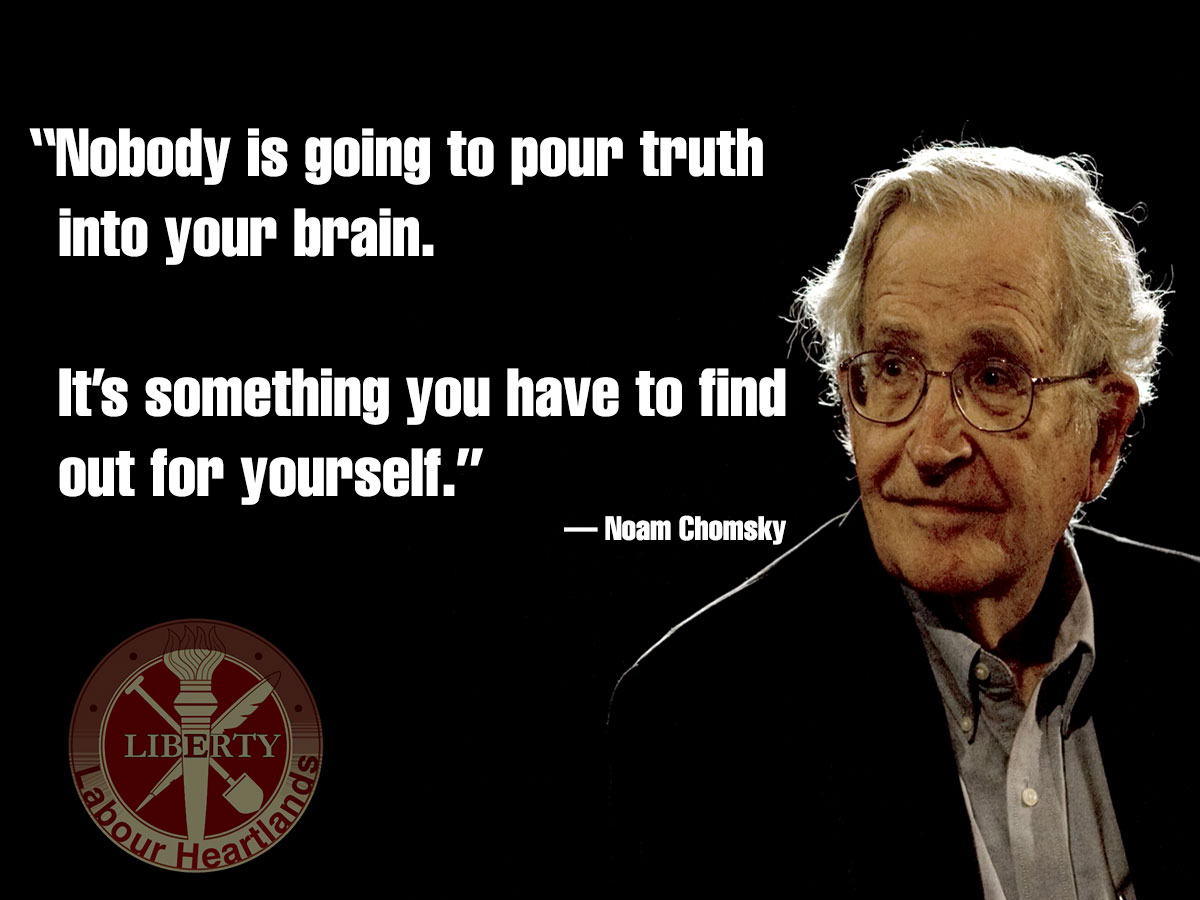 “Nobody is going to pour truth
into your brain.
It’s something you have to find
out for yourself.”
— Noam Chomsky
LIBERTY
Labour Heartlands